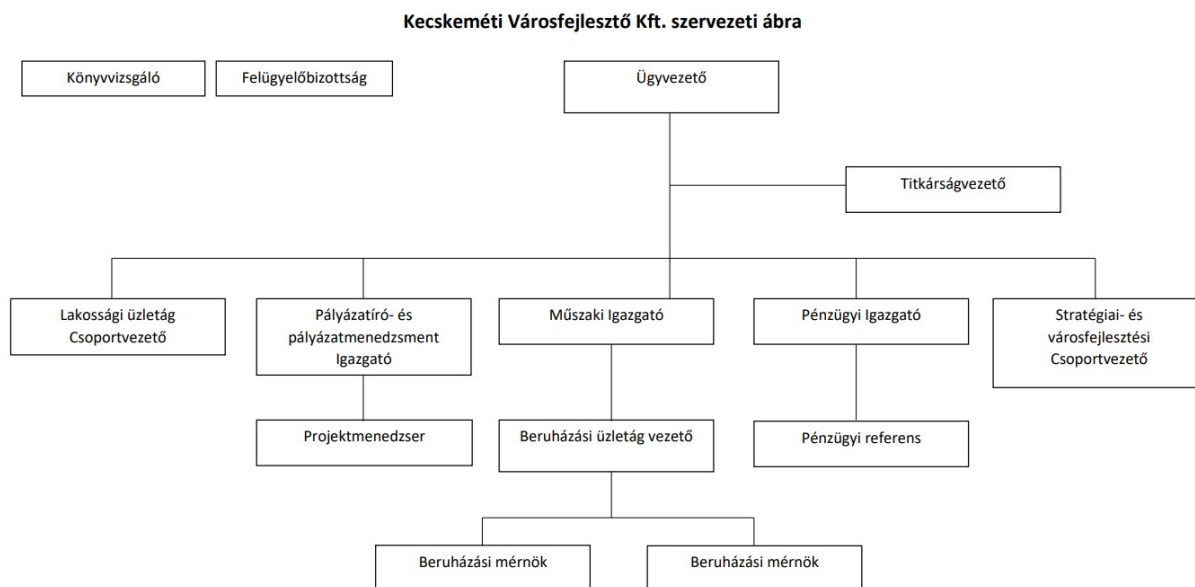 Kecskeméti Városfejlesztő Kft. szervezeti ábra
Könyvvizsgáló
Felügyelőbizottság
Ügyvezető
Titkárságvezető
Lakossági üzletág
Csoportvezető
Pályázatíró- és
pályázatmenedzsment
Igazgató
Műszaki Igazgató
Pénzügyi Igazgató
Stratégiai- és
városfejlesztési
Csoportvezető
Projektmenedzser
Beruházási üzletág vezető
Pénzügyi referens
Beruházási mérnök
Beruházási mérnök